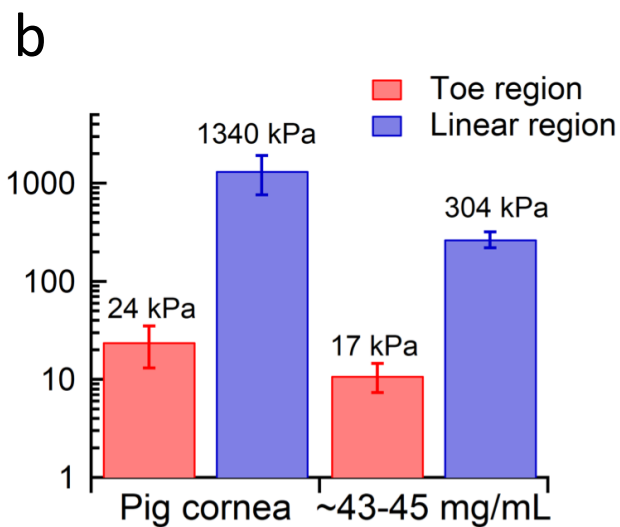 b
Toe region
Linear region
1340 kPa
1000
304 kPa
100
24 kPa
17 kPa
10
1
Pig cornea
~43-45 mg/mL